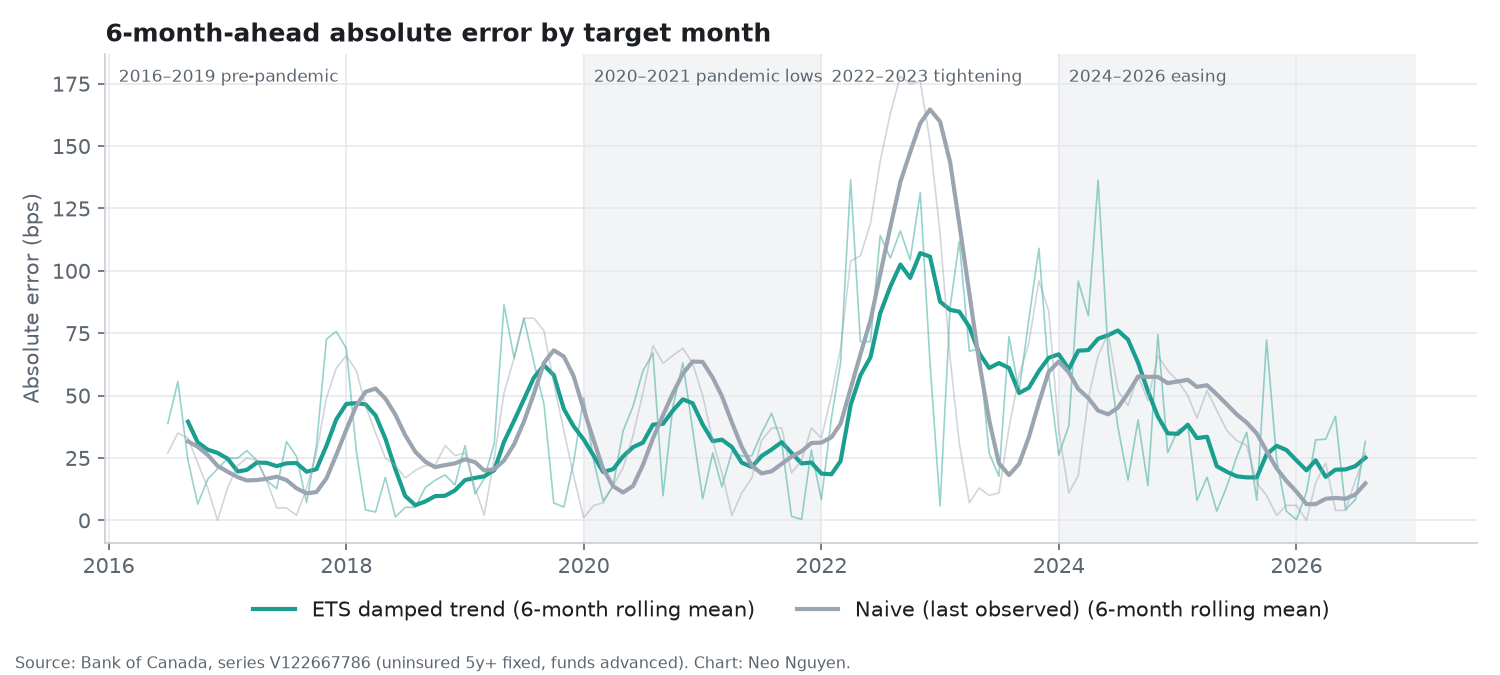 6-month-ahead absolute error by target month
2016–2019 pre-pandemic
2020–2021 pandemic lows
2022–2023 tightening
2024–2026 easing
Absolute error (bps)
175
150
125
100
75
50
25
0
2016
2018
2020
2022
2024
2026
ETS damped trend (6-month rolling mean)
Naive (last observed) (6-month rolling mean)
Source: Bank of Canada, series V122667786 (uninsured 5y+ fixed, funds advanced). Chart: Neo Nguyen.